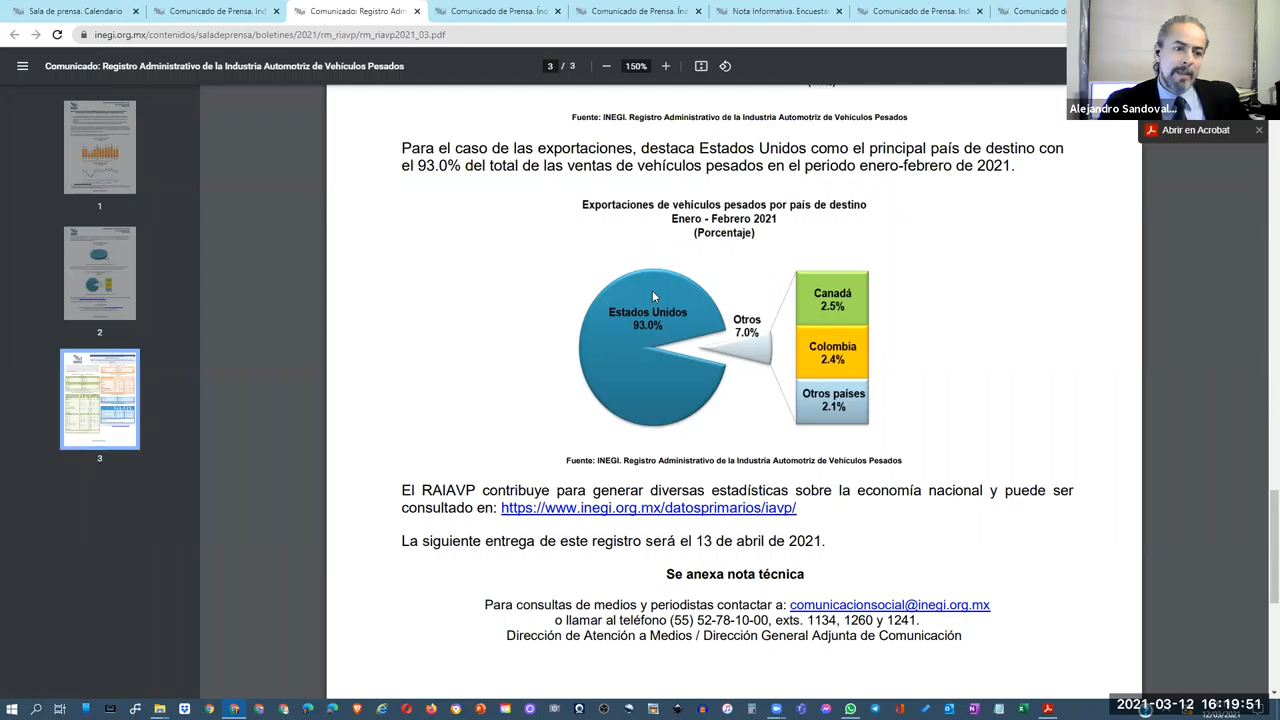 Sala de Prensa. Calendario
Comunicado de Prensa. Ind
Comunicado: Registro Adm
Comunicado de Prensa. Índ
Comunicado de Prensa. Índ
Nota Informativa. Encuesta
Comunicado de Prensa. Ind
Comunicado de
inegi.org.mx/contenidos/saladeprensa/boletines/2021/rm_riavp/rm_riavp2021_03.pdf
Comunicado: Registro Administrativo de la Industria Automotriz de Vehículos Pesados
3 / 3
150%
Alejandro Sandoval...
Abrir en Acrobat
1
2
3
Fuente: INEGI. Registro Administrativo de la Industria Automotriz de Vehículos Pesados
Para el caso de las exportaciones, destaca Estados Unidos como el principal país de destino con
el 93.0% del total de las ventas de vehículos pesados en el periodo enero-febrero de 2021.
Exportaciones de vehículos pesados por país de destino
Enero - Febrero 2021
(Porcentaje)
Estados Unidos
93.0%
Otros
7.0%
Canadá
2.5%
Colombia
2.4%
Otros países
2.1%
Fuente: INEGI. Registro Administrativo de la Industria Automotriz de Vehículos Pesados
El RAIAVP contribuye para generar diversas estadísticas sobre la economía nacional y puede ser
consultado en: https://www.inegi.org.mx/datosprimarios/iavp/
La siguiente entrega de este registro será el 13 de abril de 2021.
Se anexa nota técnica
Para consultas de medios y periodistas contactar a: comunicacionsocial@inegi.org.mx
o llamar al teléfono (55) 52-78-10-00, exts. 1134, 1260 y 1241.
Dirección de Atención a Medios / Dirección General Adjunta de Comunicación
2021-03-12 16:19:51
12/03/2021